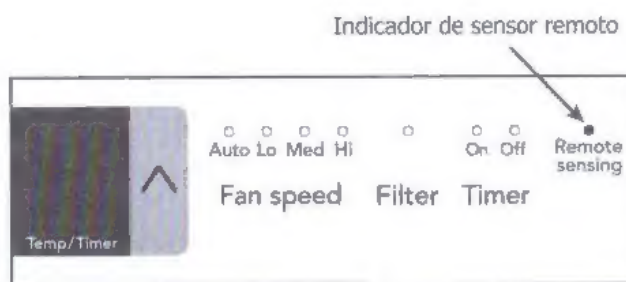 Indicador de sensor remoto
Auto Lo Med Hi
On Off
Remote
sensing
Fan speed
Filter
Timer
Temp/Timer